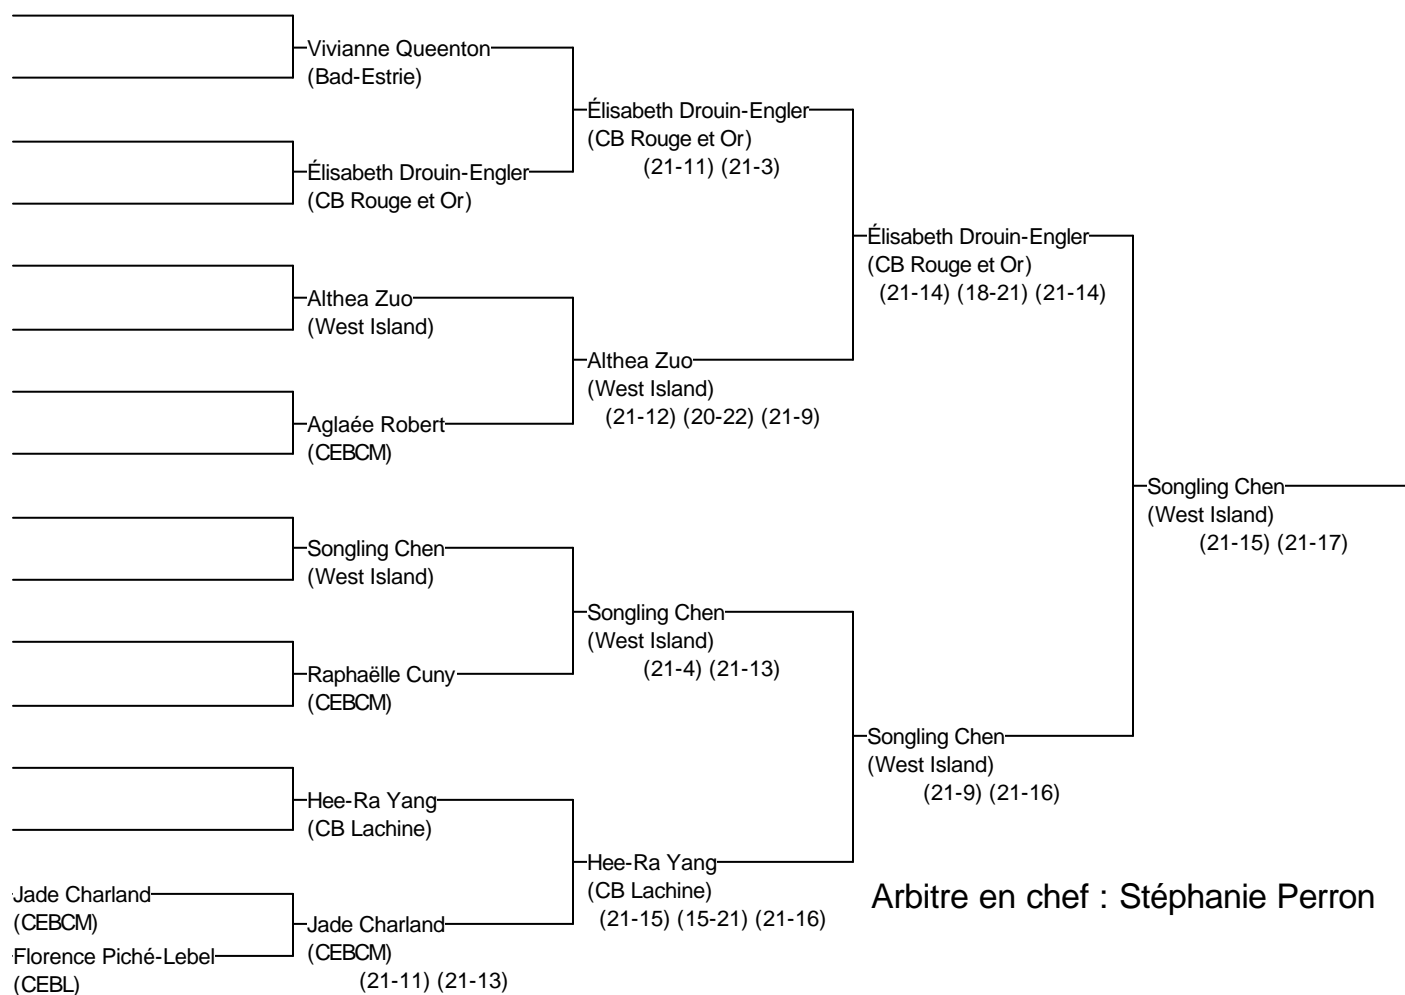 Vivianne Queenton
(Bad-Estrie)
Élisabeth Drouin-Engler
(CB Rouge et Or)
(21-11) (21-3)
Élisabeth Drouin-Engler
(CB Rouge et Or)
Élisabeth Drouin-Engler
(CB Rouge et Or)
(21-14) (18-21) (21-14)
Althea Zuo
(West Island)
Althea Zuo
(West Island)
(21-12) (20-22) (21-9)
Aglaée Robert
(CEBCM)
Songling Chen
(West Island)
(21-15) (21-17)
Songling Chen
(West Island)
Songling Chen
(West Island)
(21-4) (21-13)
Raphaëlle Cuny
(CEBCM)
Songling Chen
(West Island)
(21-9) (21-16)
Hee-Ra Yang
(CB Lachine)
Hee-Ra Yang
(CB Lachine)
(21-15) (15-21) (21-16)
Arbitre en chef : Stéphanie Perron
Jade Charland
(CEBCM)
Jade Charland
(CEBCM)
(21-11) (21-13)
Florence Piché-Lebel
(CEBL)